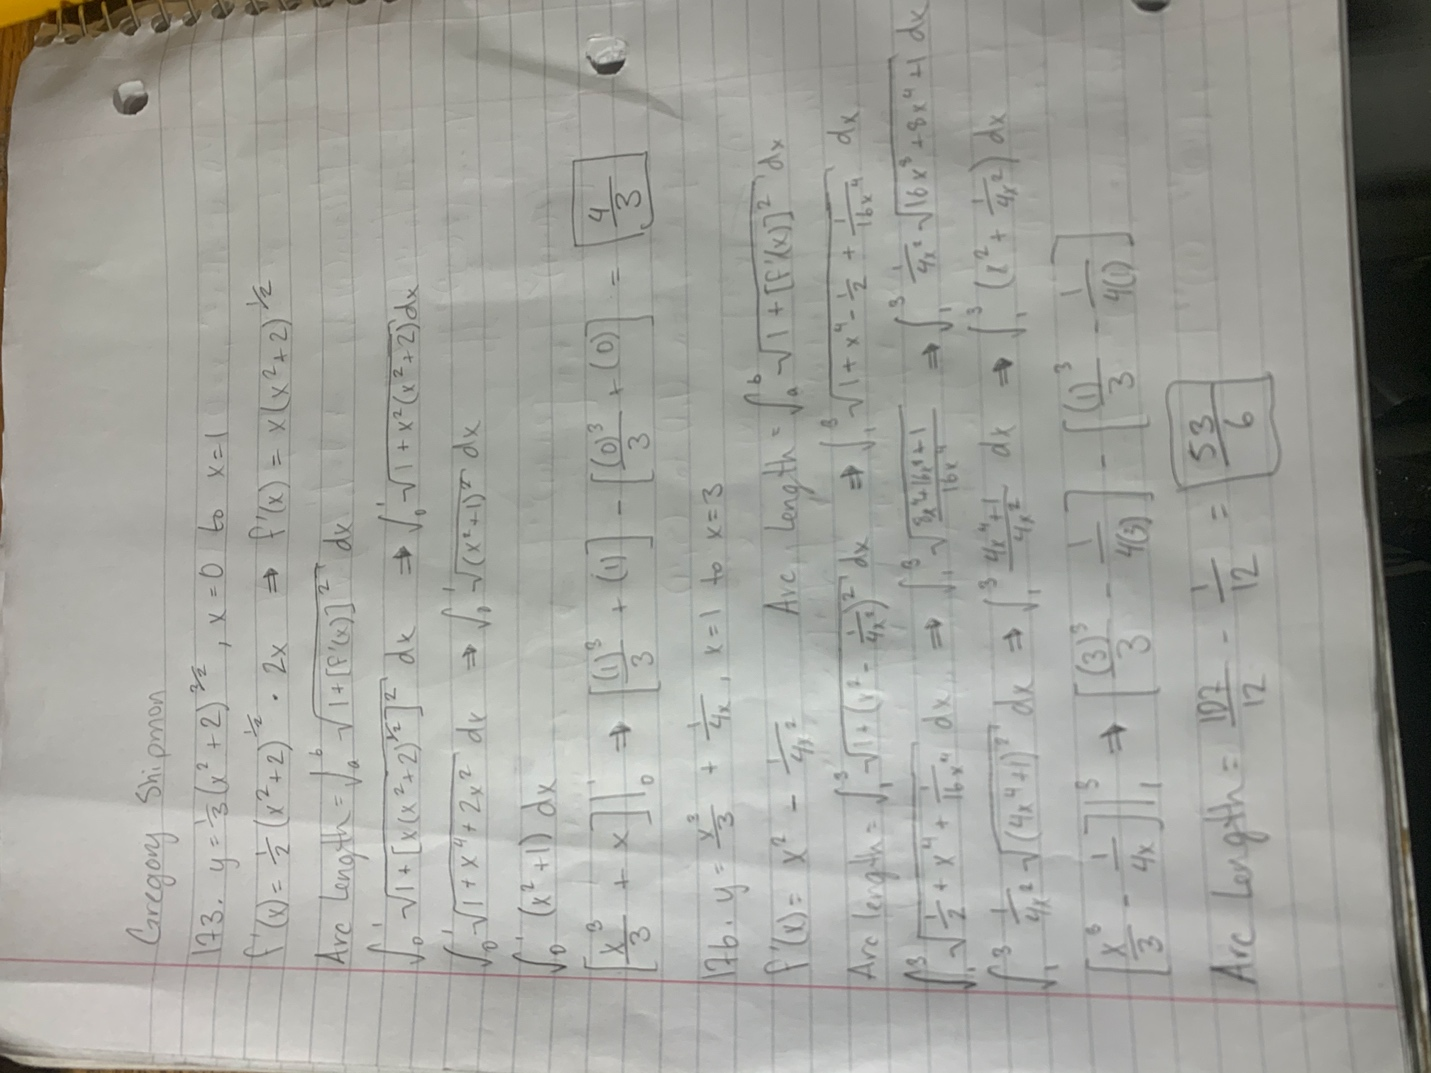 Gregory Shipmon
173. y = 1/3 (x² + 2)^3/2, x = 0 to x = 1
f'(x) = 1/2 (x² + 2)^1/2 · 2x ⇒ f'(x) = x(x² + 2)^1/2
Arc Length = ∫_a^b √(1 + [f'(x)]²) dx
∫_0^1 √(1 + [x(x² + 2)^1/2]²) dx ⇒ ∫_0^1 √(1 + x²(x² + 2)) dx
∫_0^1 √(1 + x⁴ + 2x²) dx ⇒ ∫_0^1 √((x² + 1)²) dx
∫_0^1 (x² + 1) dx
[x³/3 + x]|_0^1 ⇒ [(1)³/3 + (1)] - [(0)³/3 + (0)] = 4/3
176. y = x³/3 + 1/4x, x = 1 to x = 3
f'(x) = x² - 1/4x² Arc Length = ∫_a^b √(1 + [f'(x)]²) dx
Arc Length = ∫_1^3 √(1 + (x² - 1/4x²)²) dx ⇒ ∫_1^3 √(1 + x⁴ - 1/2 + 1/16x⁴) dx
∫_1^3 √(1/2 + x⁴ + 1/16x⁴) dx ⇒ ∫_1^3 √(8x⁴ + 16x⁸ + 1/16x⁴) ⇒ ∫_1^3 1/4x² √(16x⁸ + 8x⁴ + 1) dx
∫_1^3 1/4x² √((4x⁴ + 1)²) dx ⇒ ∫_1^3 4x⁴ + 1/4x² dx ⇒ ∫_1^3 (x² + 1/4x²) dx
[x³/3 - 1/4x]|_1^3 ⇒ [(3)³/3 - 1/4(3)] - [(1)³/3 - 1/4(1)]
Arc Length = 107/12 - 1/12 = 53/6